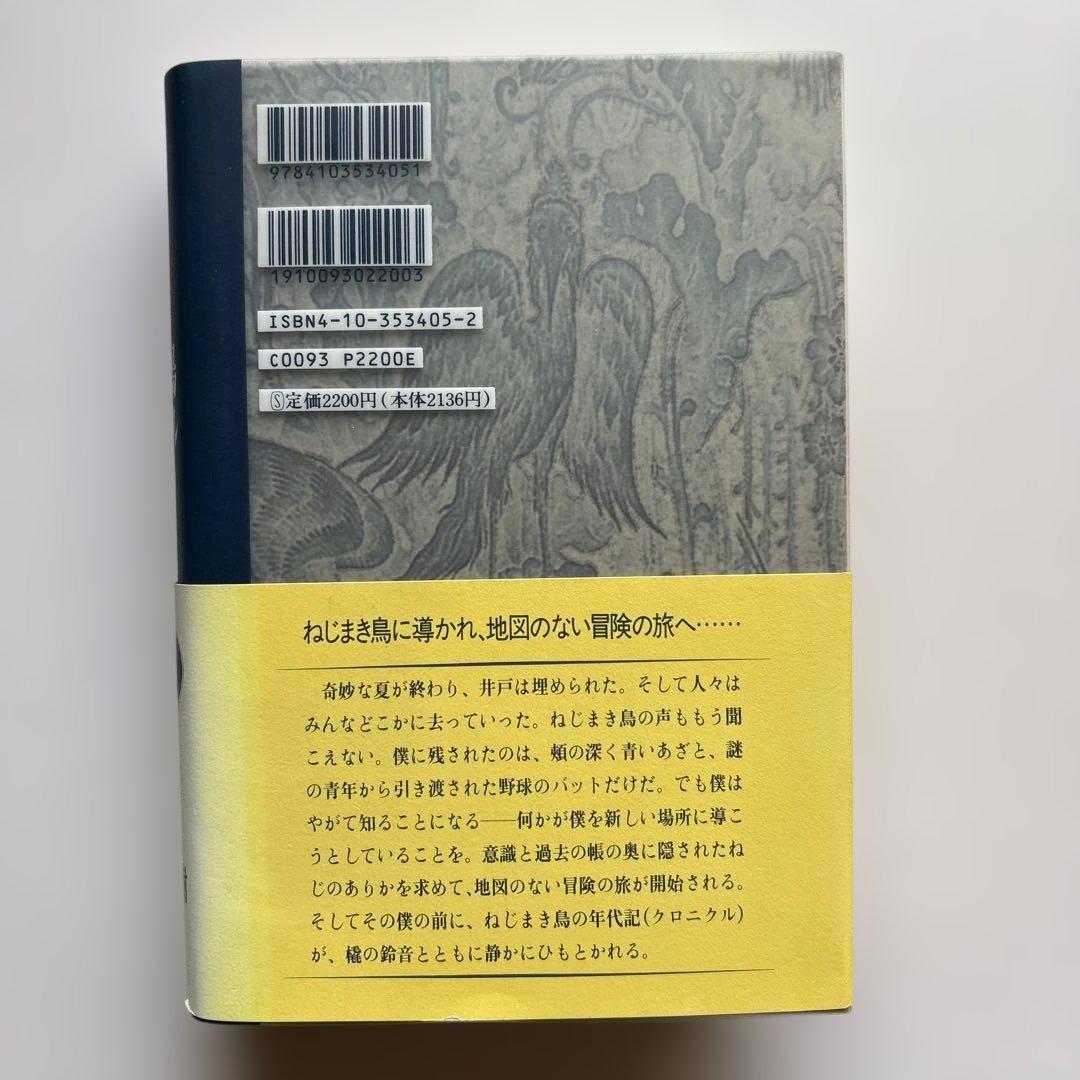 9784103534051
1910093022003
ISBN4-10-353405-2
C0093 P2200E
Ⓢ定価2200円(本体2136円)
ねじまき鳥に導かれ、地図のない冒険の旅へ……
奇妙な夏が終わり、井戸は埋められた。そして人々は
みんなどこかに去っていった。ねじまき鳥の声ももう聞
こえない。僕に残されたのは、頬の深く青いあざと、謎
の青年から引き渡された野球のバットだけだ。でも僕は
やがて知ることになる──何かが僕を新しい場所に導こ
うとしていることを。意識と過去の帳の奥に隠されたね
じのありかを求めて、地図のない冒険の旅が開始される。
そしてその僕の前に、ねじまき鳥の年代記(クロニクル)
が、橇の鈴音とともに静かにひもとかれる。